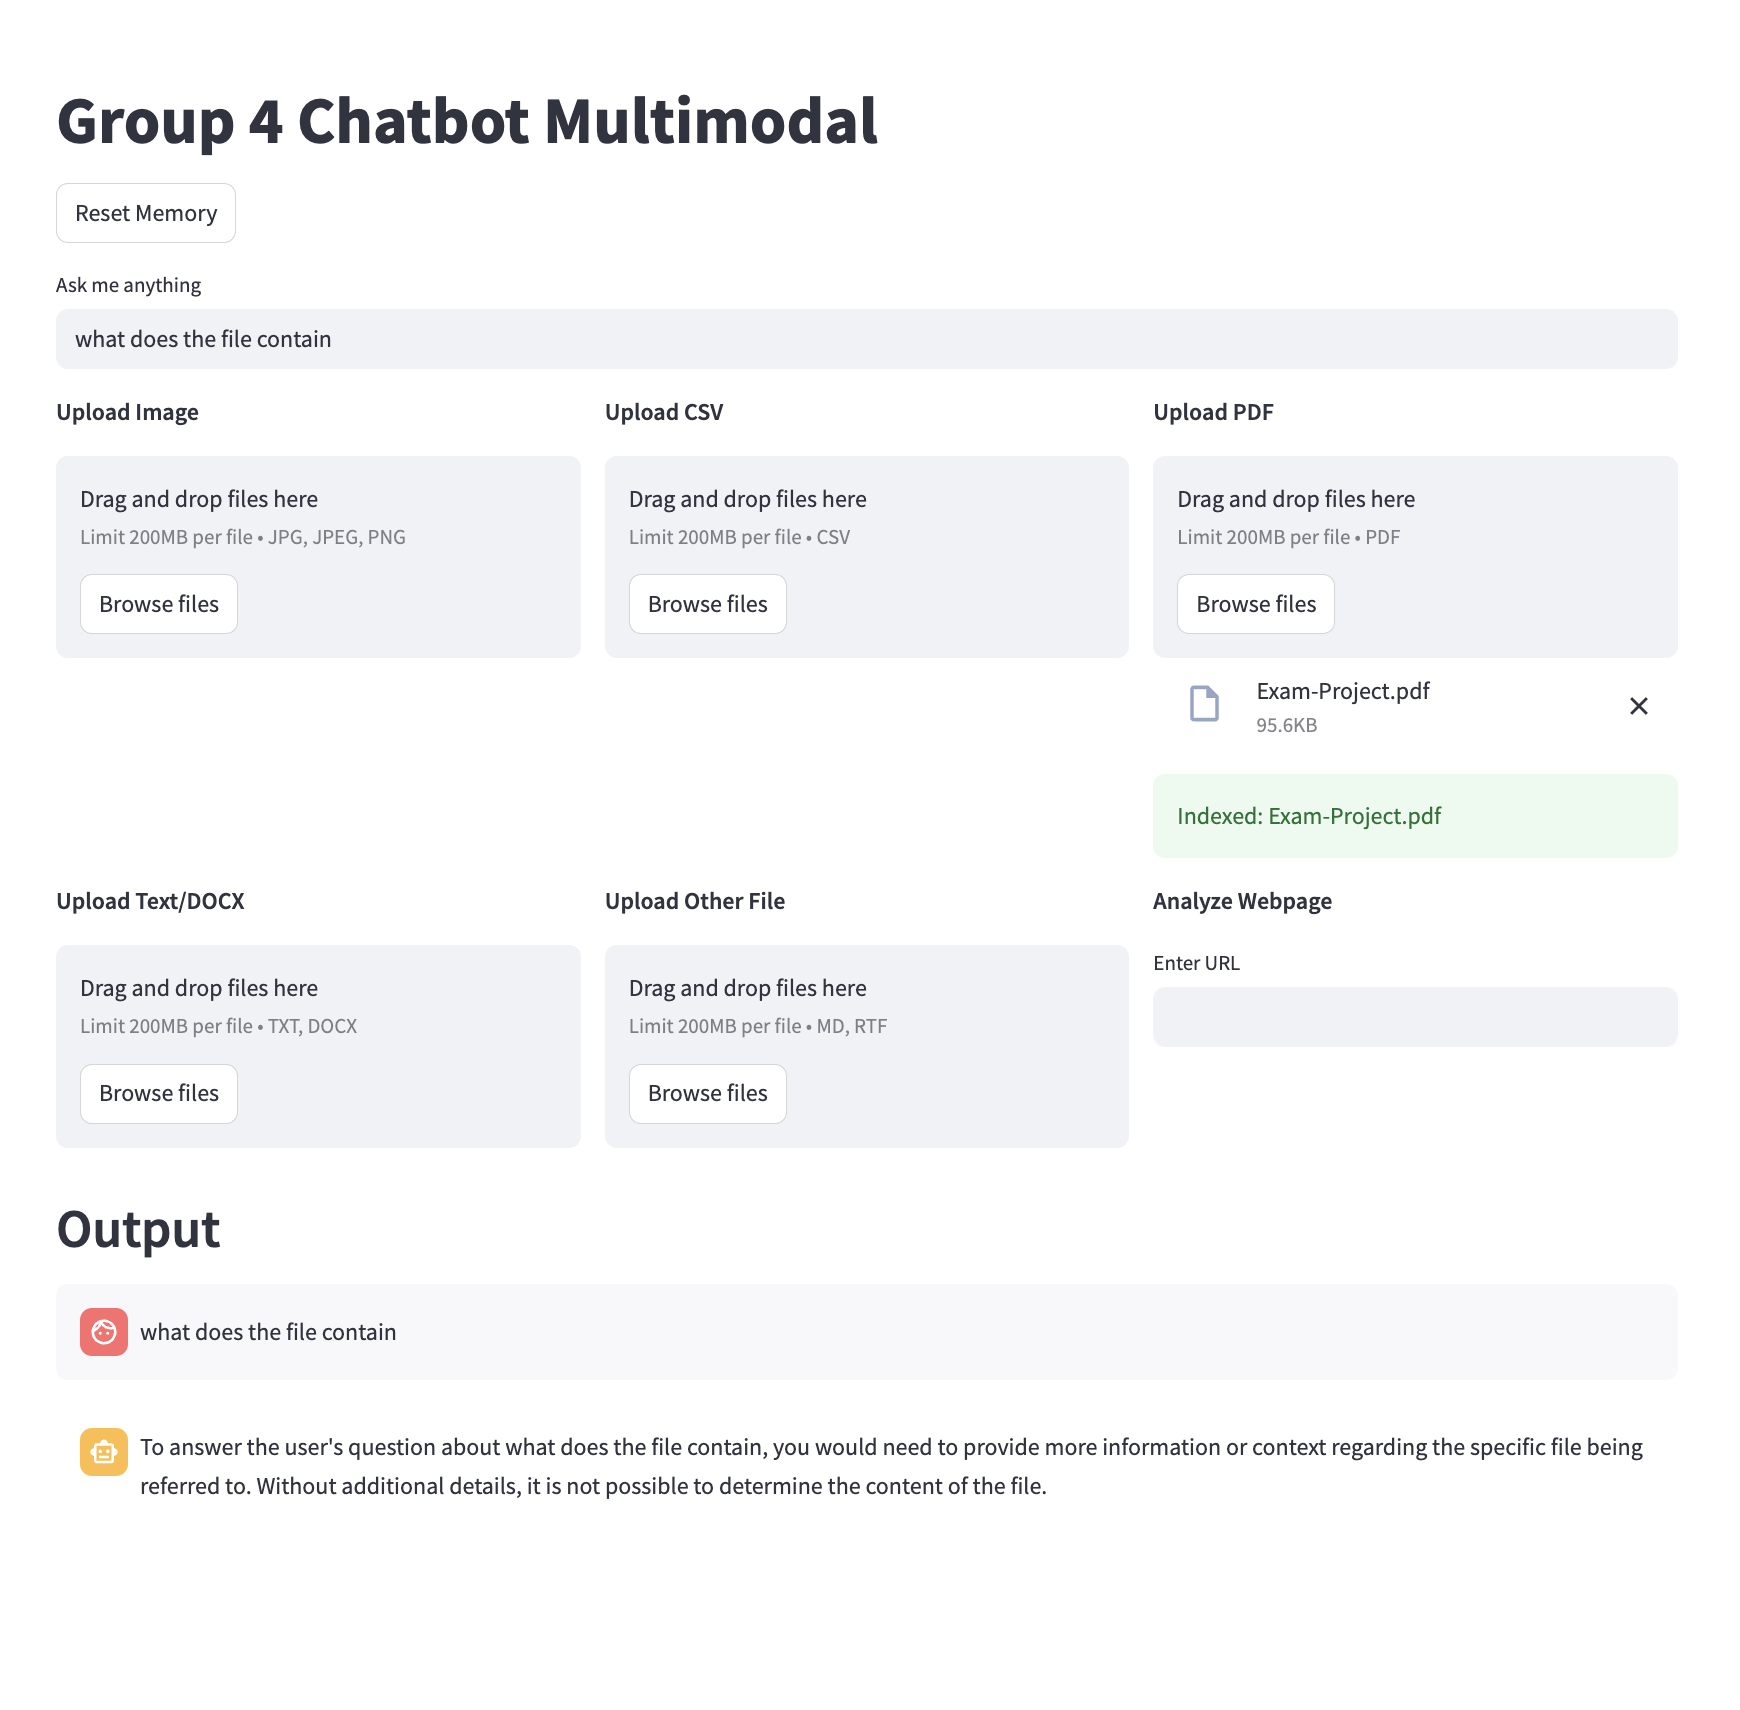 Group 4 Chatbot Multimodal
Reset Memory
Ask me anything
what does the file contain
Upload Image
Drag and drop files here
Limit 200MB per file • JPG, JPEG, PNG
Browse files
Upload CSV
Drag and drop files here
Limit 200MB per file • CSV
Browse files
Upload PDF
Drag and drop files here
Limit 200MB per file • PDF
Browse files
Exam-Project.pdf
95.6KB
Indexed: Exam-Project.pdf
Upload Text/DOCX
Drag and drop files here
Limit 200MB per file • TXT, DOCX
Browse files
Upload Other File
Drag and drop files here
Limit 200MB per file • MD, RTF
Browse files
Analyze Webpage
Enter URL
Output
what does the file contain
To answer the user's question about what does the file contain, you would need to provide more information or context regarding the specific file being
referred to. Without additional details, it is not possible to determine the content of the file.